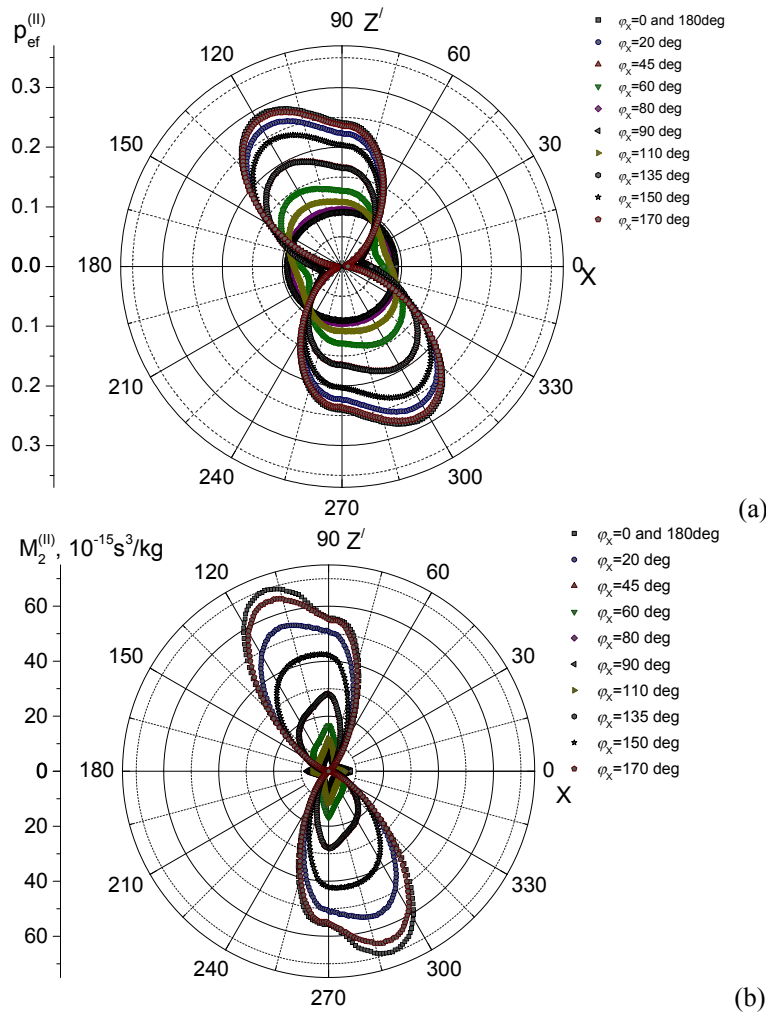 p_ef^(II)
90 Z/
120
60
0.3
150
30
0.2
0.1
0.0
180
0
X
0.1
0.2
210
330
0.3
240
300
270
φX=0 and 180deg
φX=20 deg
φX=45 deg
φX=60 deg
φX=80 deg
φX=90 deg
φX=110 deg
φX=135 deg
φX=150 deg
φX=170 deg
(a)
M2^(II), 10^-15 s^3/kg
90 Z/
120
60
60
150
30
40
20
0
180
0
X
20
40
210
330
60
240
300
270
φX=0 and 180deg
φX=20 deg
φX=45 deg
φX=60 deg
φX=80 deg
φX=90 deg
φX=110 deg
φX=135 deg
φX=150 deg
φX=170 deg
(b)